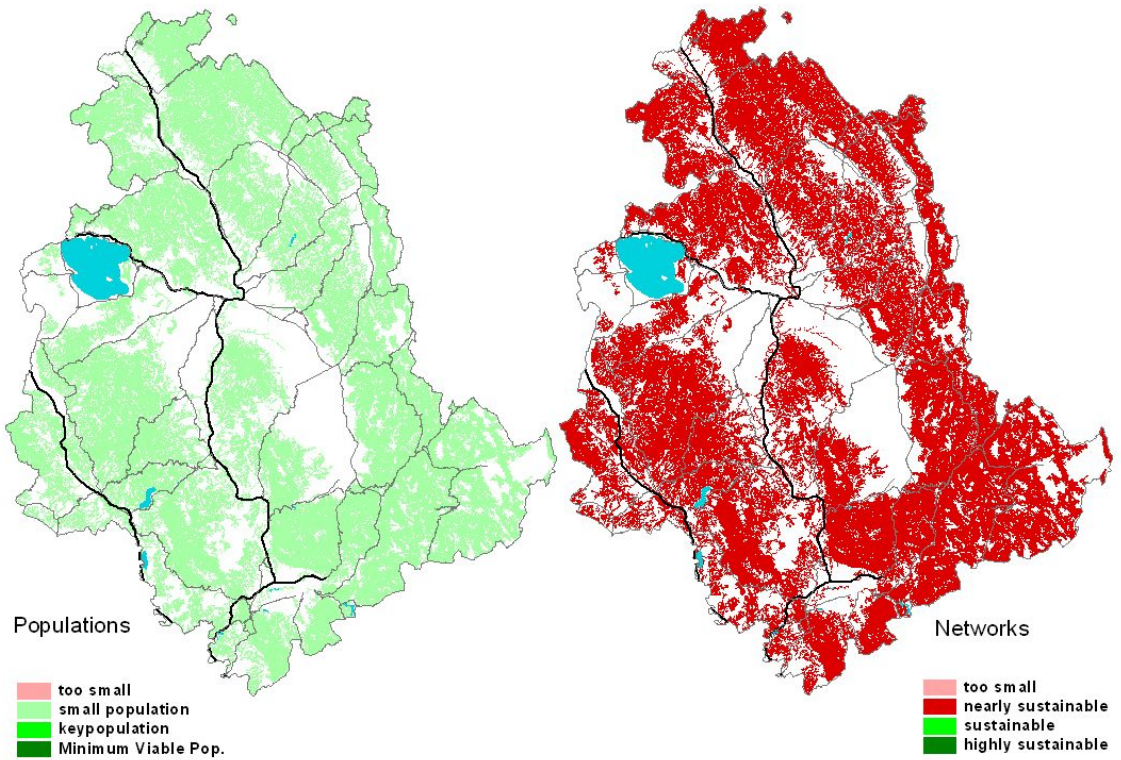 Populations
too small
small population
keypopulation
Minimum Viable Pop.
Networks
too small
nearly sustainable
sustainable
highly sustainable